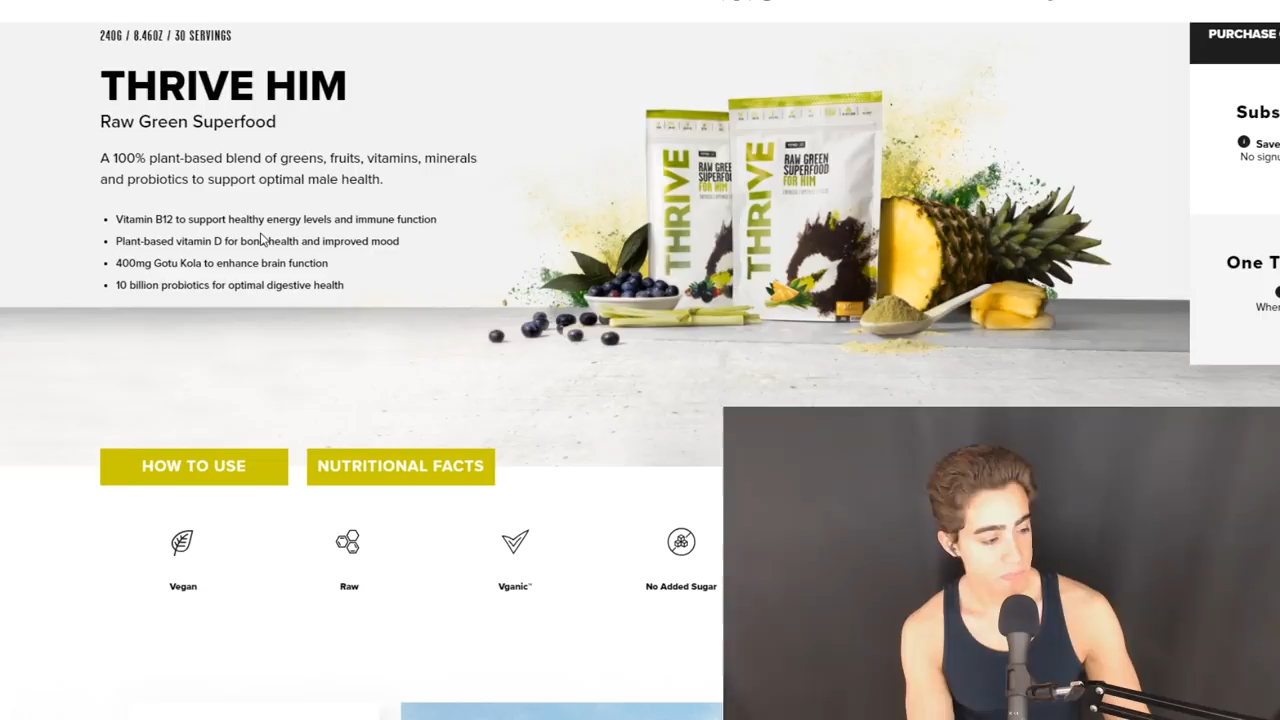 240G / 8.46OZ / 30 SERVINGS
PURCHASE
THRIVE HIM
Raw Green Superfood
A 100% plant-based blend of greens, fruits, vitamins, minerals
and probiotics to support optimal male health.
• Vitamin B12 to support healthy energy levels and immune function
• Plant-based vitamin D for bone health and improved mood
• 400mg Gotu Kola to enhance brain function
• 10 billion probiotics for optimal digestive health
THRIVE
RAW GREE
SUPERFOO
FOR HIM
THRIVE
RAW GREEN
SUPERFOOD
FOR HIM
Subs
Save
No signu
One T
When
HOW TO USE
NUTRITIONAL FACTS
Vegan
Raw
Vganic™
No Added Sugar